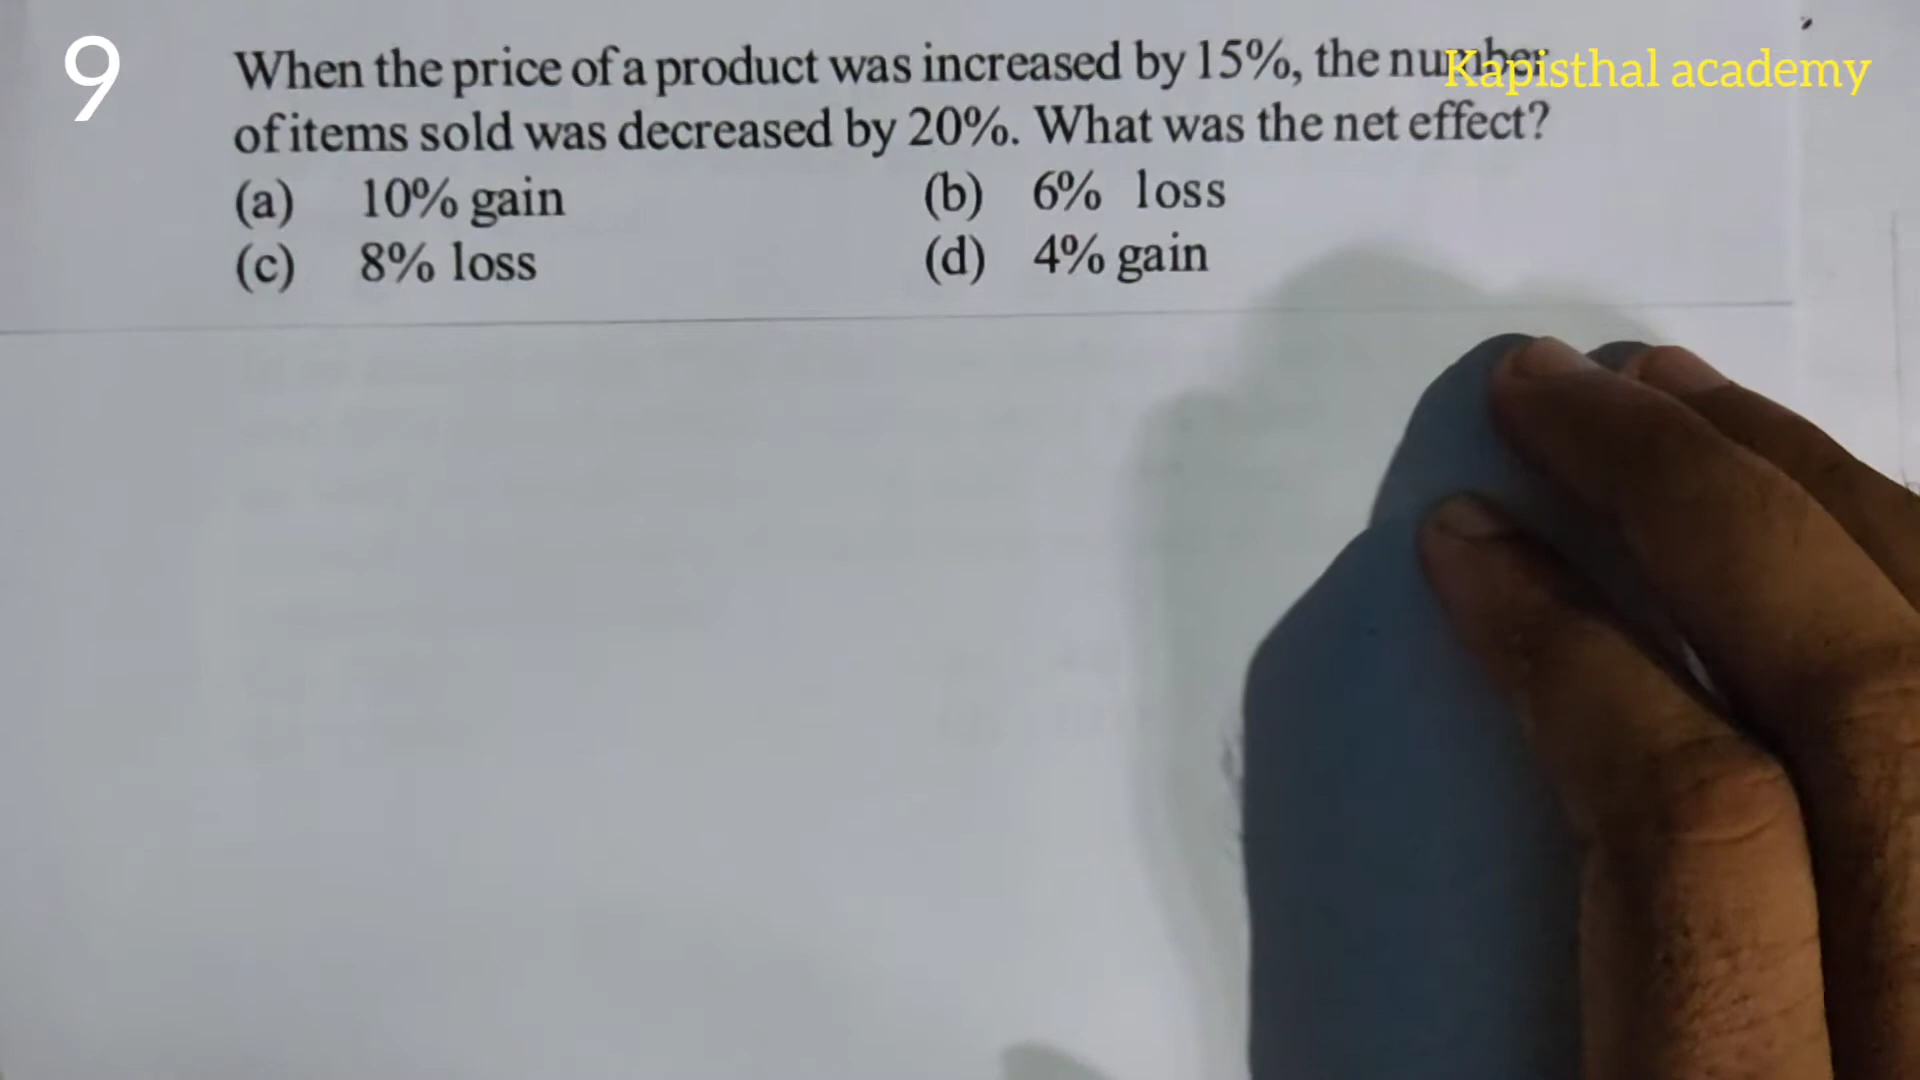 9
When the price of a product was increased by 15%, the number
Kapisthal academy
of items sold was decreased by 20%. What was the net effect?
(a) 10% gain (b) 6% loss
(c) 8% loss (d) 4% gain